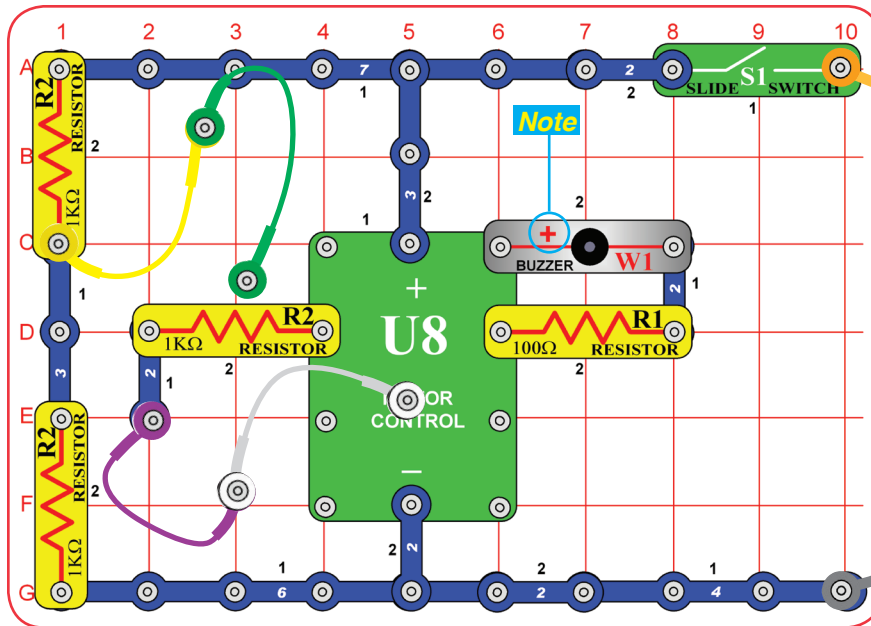 1 2 3 4 5 6 7 8 9 10
A
7
1
2
2
S1
SLIDE SWITCH
1
R2
RESISTOR
1KΩ
2
B
Note
3
2
C
1
+
2
+
BUZZER
W1
1
2
1
D
R2
1KΩ
RESISTOR
2
U8
R1
100Ω
RESISTOR
2
3
2
1
E
MOTOR
CONTROL
R2
RESISTOR
1KΩ
2
F
–
2
2
G
1
6
2
2
1
4